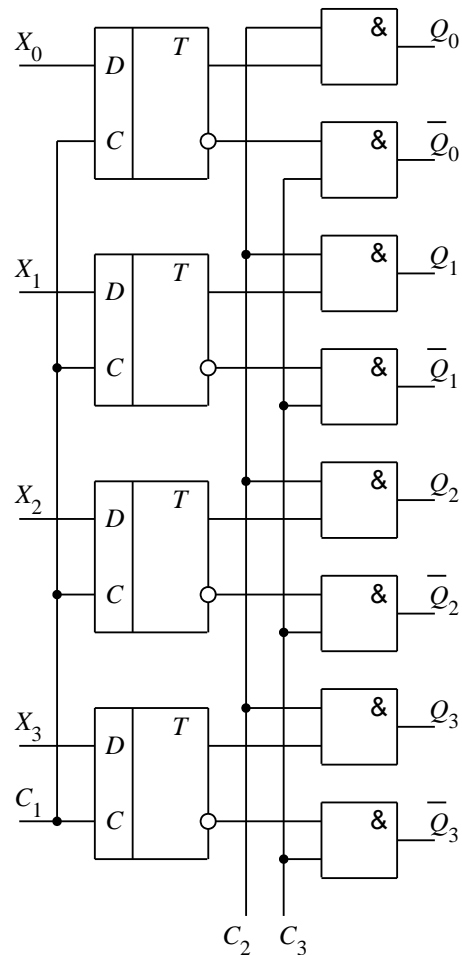 X₀ D T & Q₀
C & Q̅₀
& Q₁
X₁ D T
C & Q̅₁
& Q₂
X₂ D T
C & Q̅₂
& Q₃
X₃ D T
C₁ C & Q̅₃
C₂ C₃